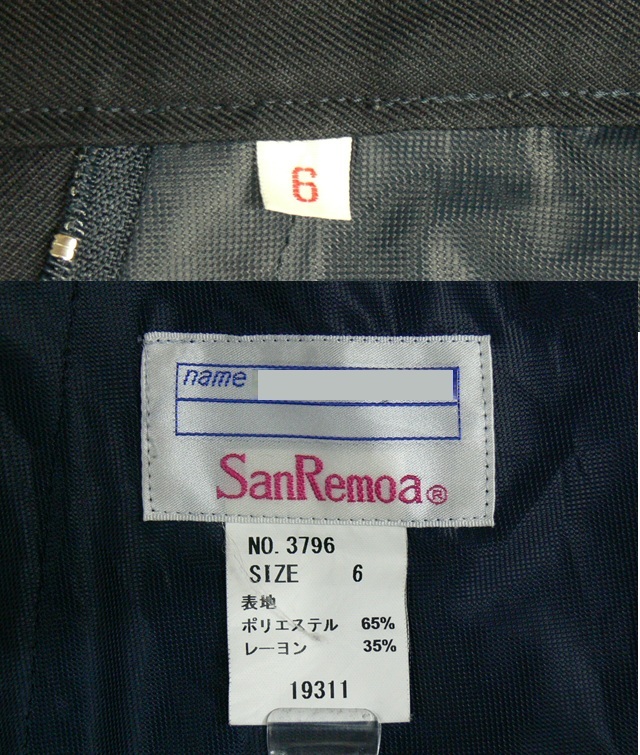 6
name
SanRemoa®
NO. 3796
SIZE 6
表地
ポリエステル 65%
レーヨン 35%
19311